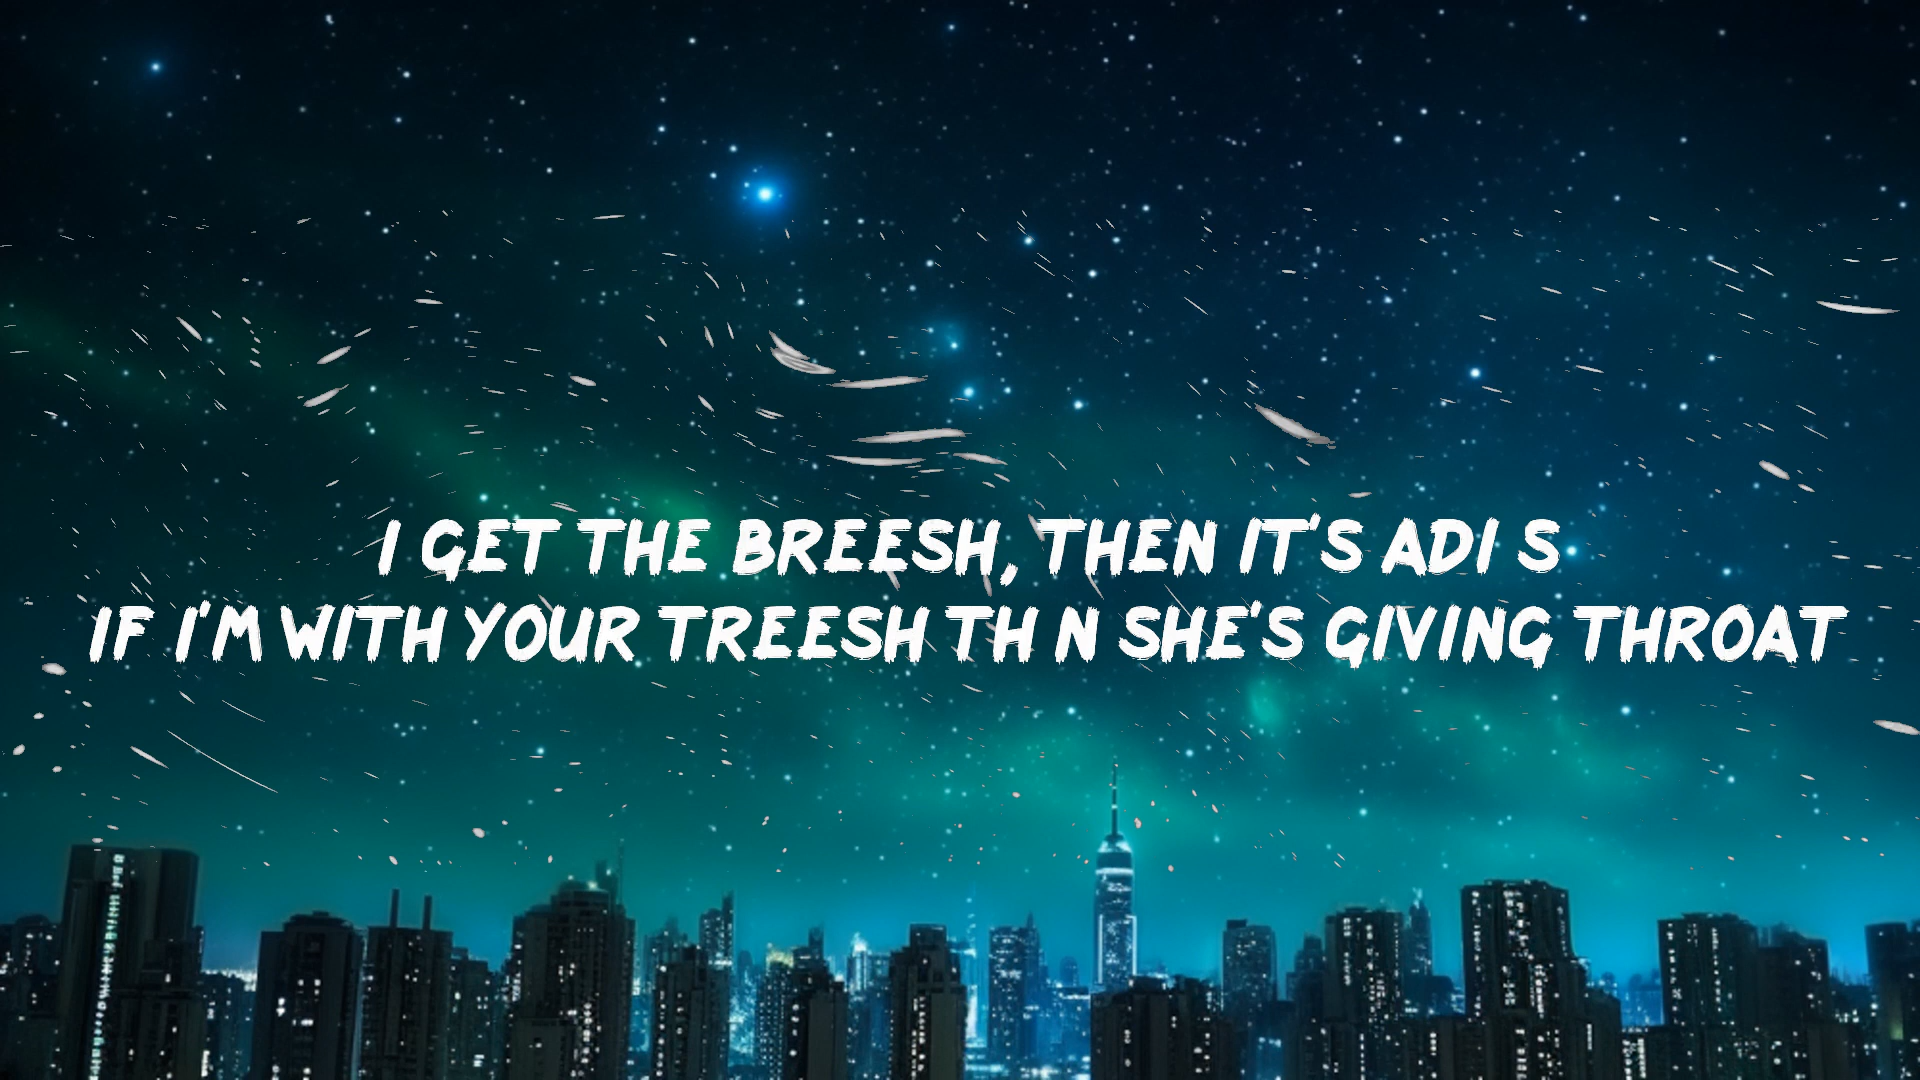 I GET THE BREESH, THEN IT'S ADI S
IF I'M WITH YOUR TREESH TH N SHE'S GIVING THROAT